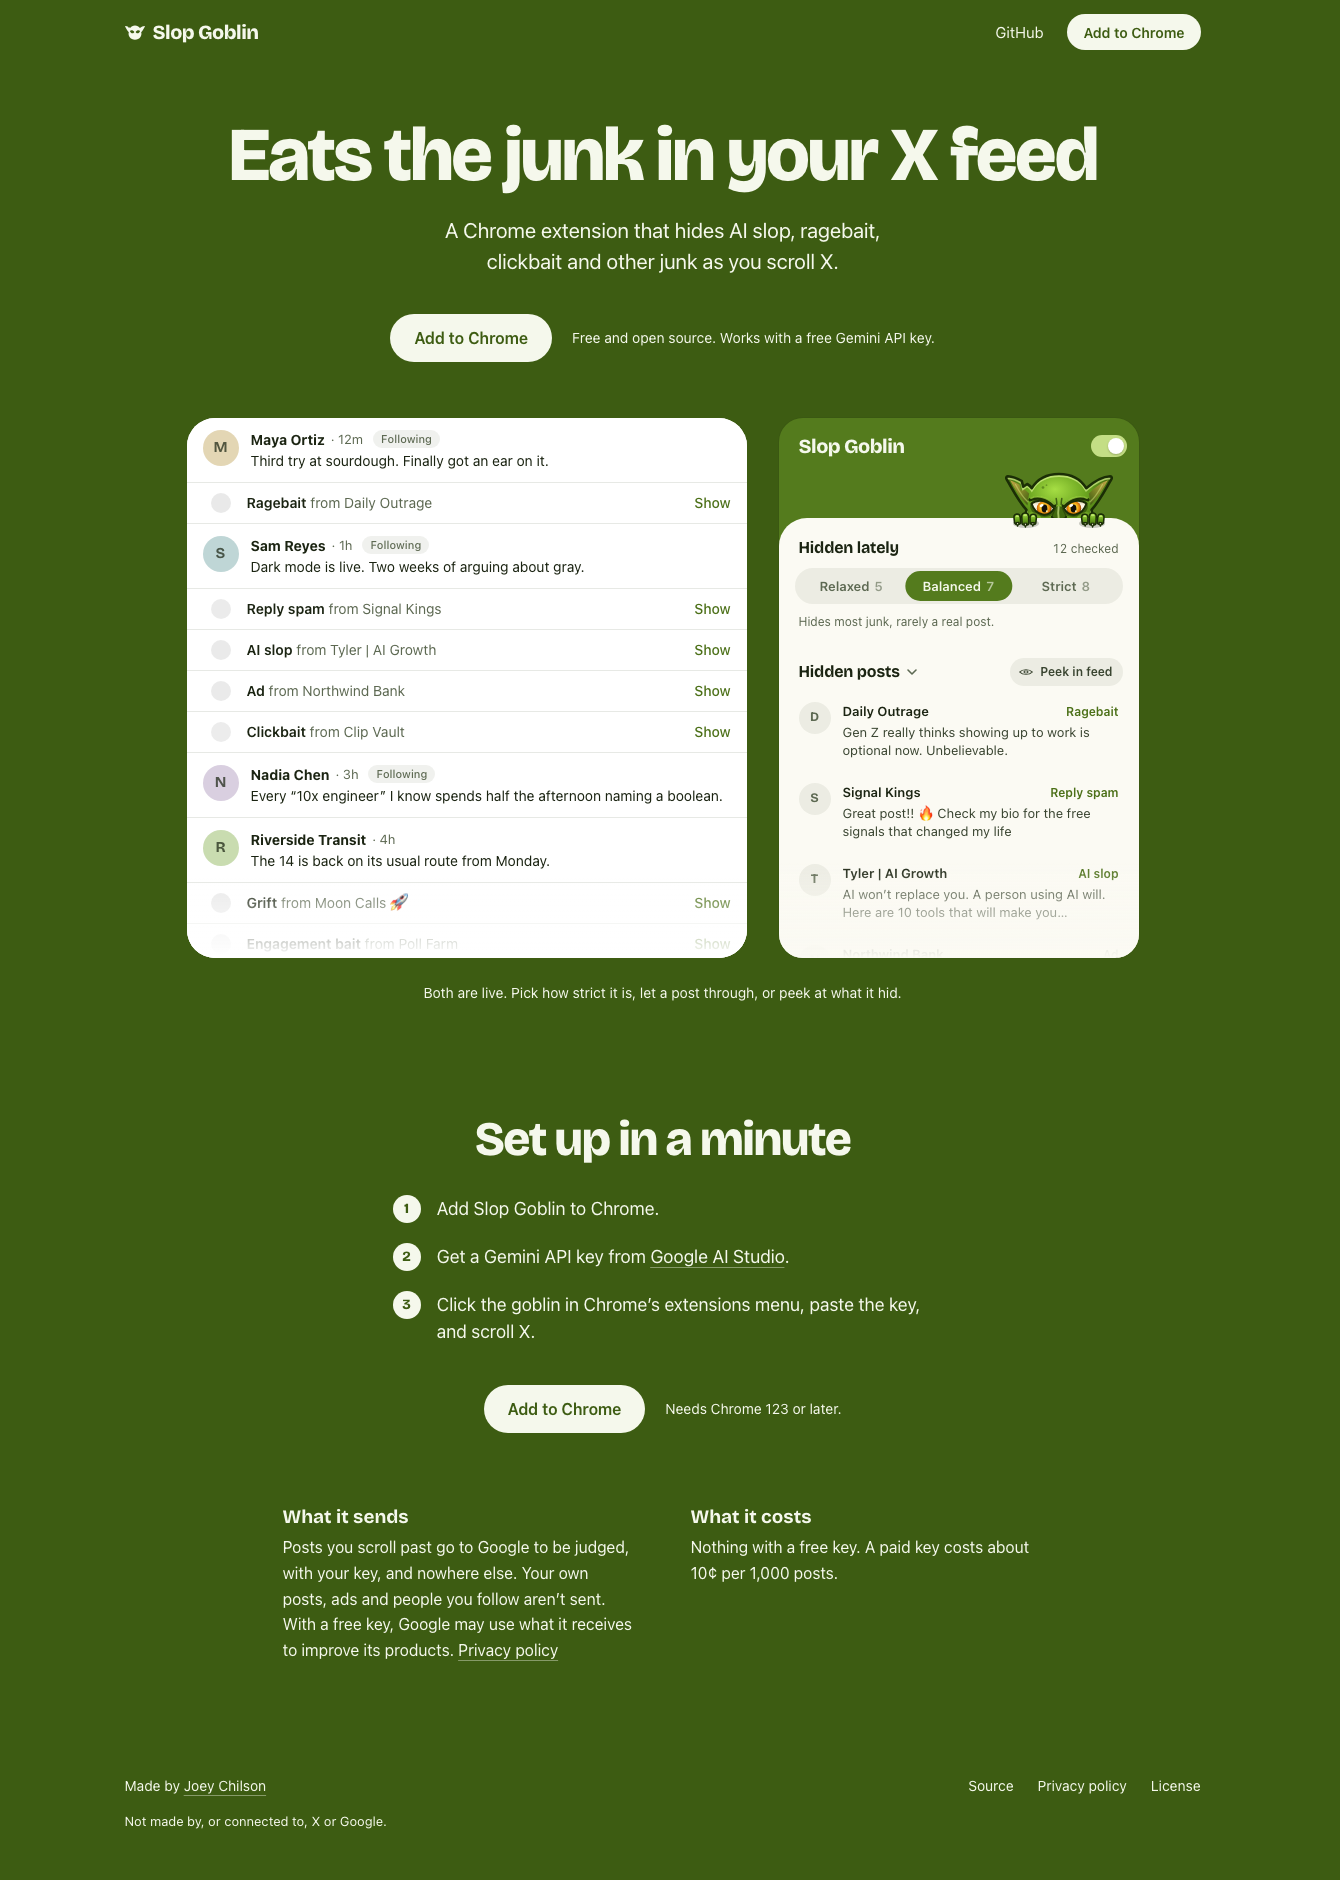 Slop Goblin
GitHub
Add to Chrome
Eats the junk in your X feed
A Chrome extension that hides AI slop, ragebait,
clickbait and other junk as you scroll X.
Add to Chrome
Free and open source. Works with a free Gemini API key.
M
Maya Ortiz · 12m Following
Third try at sourdough. Finally got an ear on it.
Ragebait from Daily Outrage Show
S
Sam Reyes · 1h Following
Dark mode is live. Two weeks of arguing about gray.
Reply spam from Signal Kings Show
AI slop from Tyler | AI Growth Show
Ad from Northwind Bank Show
Clickbait from Clip Vault Show
N
Nadia Chen · 3h Following
Every “10x engineer” I know spends half the afternoon naming a boolean.
R
Riverside Transit · 4h
The 14 is back on its usual route from Monday.
Grift from Moon Calls 🚀 Show
Engagement bait from Poll Farm Show
Slop Goblin
Hidden lately 12 checked
Relaxed 5 Balanced 7 Strict 8
Hides most junk, rarely a real post.
Hidden posts Peek in feed
D
Daily Outrage Ragebait
Gen Z really thinks showing up to work is
optional now. Unbelievable.
S
Signal Kings Reply spam
Great post!! 🔥 Check my bio for the free
signals that changed my life
T
Tyler | AI Growth AI slop
AI won’t replace you. A person using AI will.
Here are 10 tools that will make you...
Northwind Bank Ad
Both are live. Pick how strict it is, let a post through, or peek at what it hid.
Set up in a minute
1 Add Slop Goblin to Chrome.
2 Get a Gemini API key from Google AI Studio.
3 Click the goblin in Chrome’s extensions menu, paste the key,
and scroll X.
Add to Chrome
Needs Chrome 123 or later.
What it sends
Posts you scroll past go to Google to be judged,
with your key, and nowhere else. Your own
posts, ads and people you follow aren’t sent.
With a free key, Google may use what it receives
to improve its products. Privacy policy
What it costs
Nothing with a free key. A paid key costs about
10¢ per 1,000 posts.
Made by Joey Chilson
Source Privacy policy License
Not made by, or connected to, X or Google.